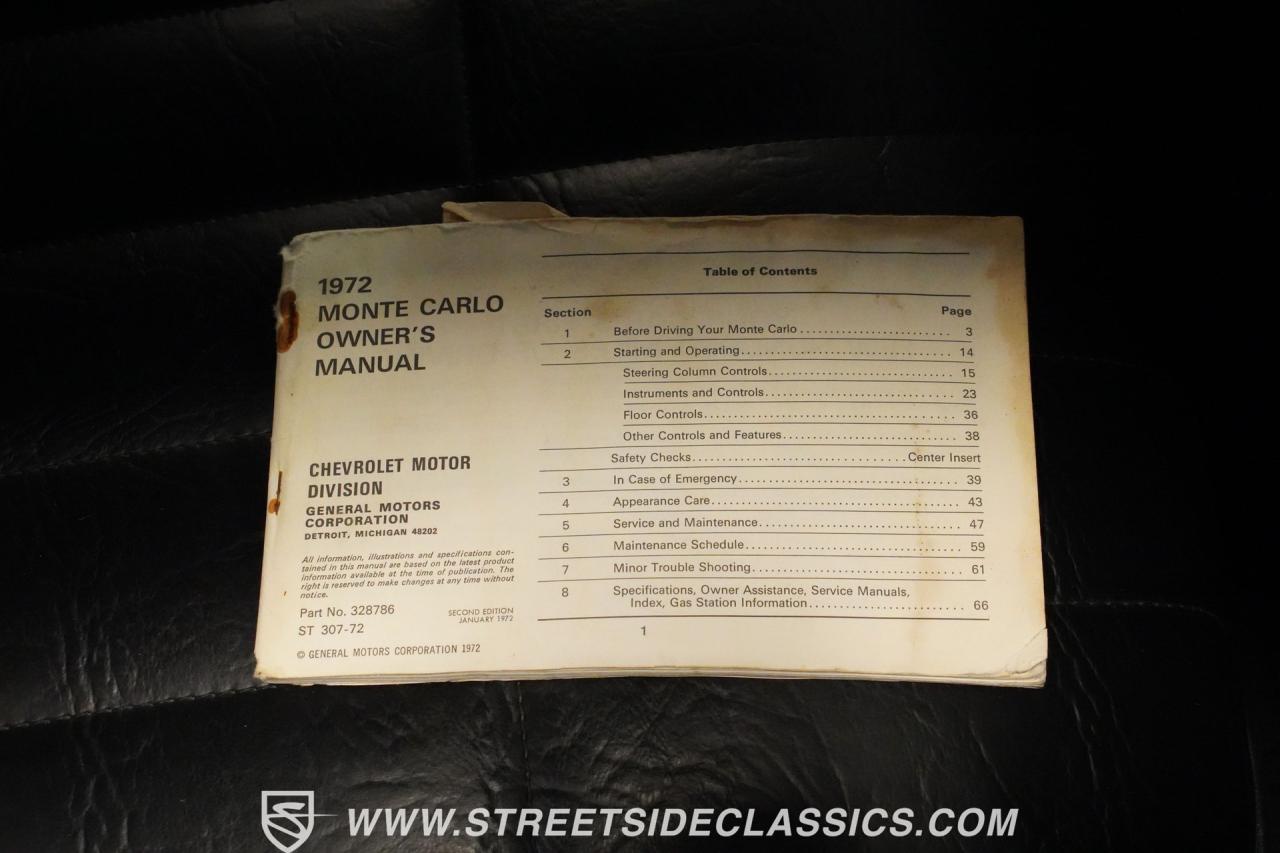 1972
MONTE CARLO
OWNER'S
MANUAL
CHEVROLET MOTOR
DIVISION
GENERAL MOTORS
CORPORATION
DETROIT, MICHIGAN 48202
All information, illustrations and specifications con-
tained in this manual are based on the latest product
information available at the time of publication. The
right is reserved to make changes at any time without
notice.
Part No. 328786
ST 307-72
SECOND EDITION
JANUARY 1972
© GENERAL MOTORS CORPORATION 1972
Table of Contents
Section Page
1 Before Driving Your Monte Carlo 3
2 Starting and Operating 14
Steering Column Controls 15
Instruments and Controls 23
Floor Controls 36
Other Controls and Features 38
Safety Checks Center Insert
3 In Case of Emergency 39
4 Appearance Care 43
5 Service and Maintenance 47
6 Maintenance Schedule 59
7 Minor Trouble Shooting 61
8 Specifications, Owner Assistance, Service Manuals,
Index, Gas Station Information 66
1
WWW.STREETSIDECLASSICS.COM